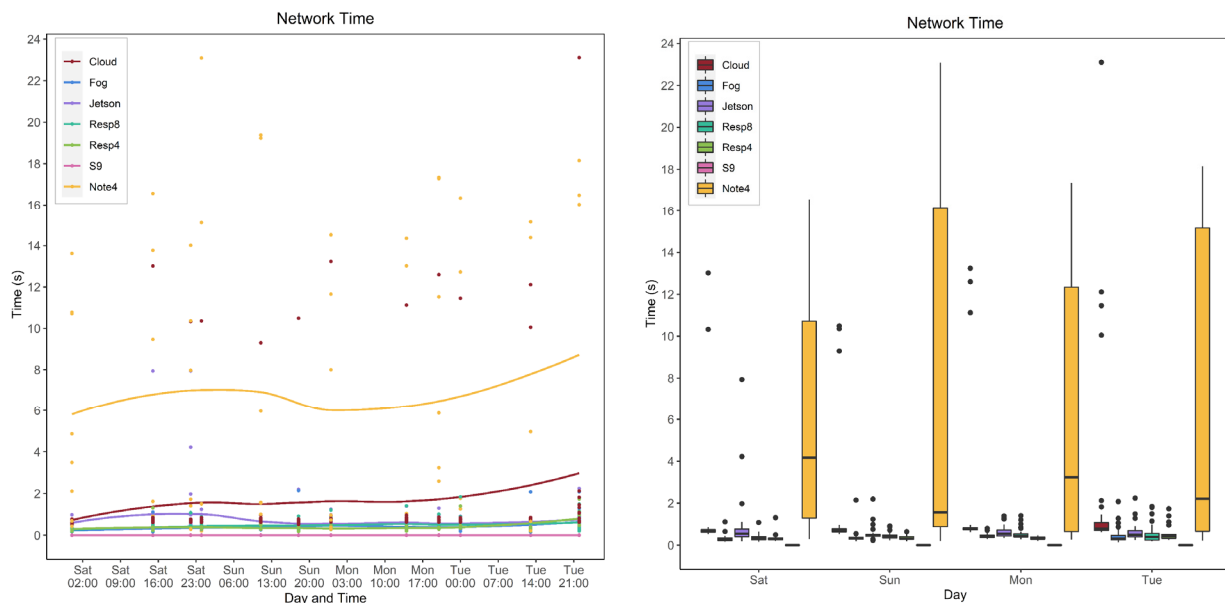 Network Time
24
22
20
18
16
14
12
10
8
6
4
2
0
Time (s)
Cloud
Fog
Jetson
Resp8
Resp4
S9
Note4
Sat Sat Sat Sat Sun Sun Sun Mon Mon Mon Tue Tue Tue Tue
02:00 09:00 16:00 23:00 06:00 13:00 20:00 03:00 10:00 17:00 00:00 07:00 14:00 21:00
Day and Time
Network Time
24
22
20
18
16
14
12
10
8
6
4
2
0
Time (s)
Cloud
Fog
Jetson
Resp8
Resp4
S9
Note4
Sat Sun Mon Tue
Day